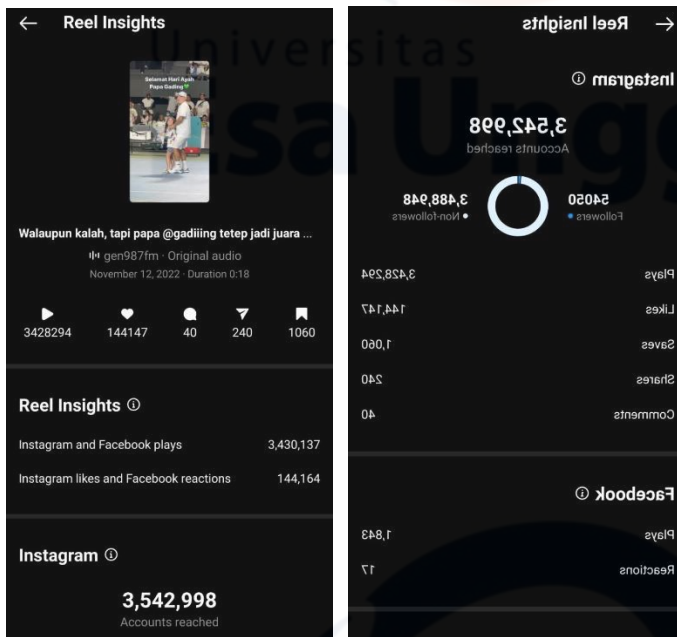 Universitas
Esa Unggul
Reel Insights
Selamat Hari Ayah
Papa Gading
Walaupun kalah, tapi papa @gadiiing tetep jadi juara ...
gen987fm · Original audio
November 12, 2022 · Duration 0:18
3428294 144147 40 240 1060
Reel Insights
Instagram and Facebook plays 3,430,137
Instagram likes and Facebook reactions 144,164
Instagram
3,542,998
Accounts reached
Reel Insights
Instagram
3,542,998
Accounts reached
54050 3,488,948
Followers Non-followers
Plays 3,428,294
Likes 144,147
Saves 1,060
Shares 240
Comments 40
Facebook
Plays 1,843
Reactions 17